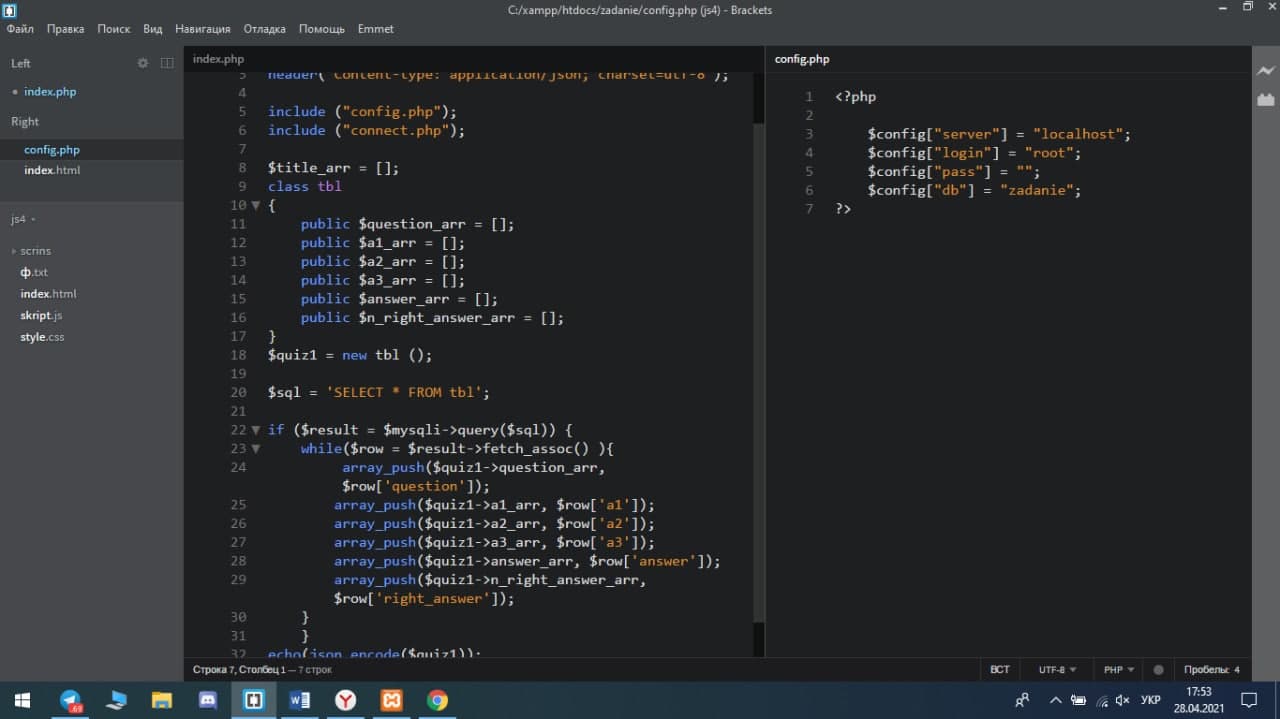 C:/xampp/htdocs/zadanie/config.php (js4) - Brackets
Файл Правка Поиск Вид Навигация Отладка Помощь Emmet
Left
index.php
Right
config.php
index.html
js4
scrins
ф.txt
index.html
skript.js
style.css
index.php
3 header("Content-type: application/json; charset=utf-8");
4
5 include ("config.php");
6 include ("connect.php");
7
8 $title_arr = [];
9 class tbl
10 {
11 public $question_arr = [];
12 public $a1_arr = [];
13 public $a2_arr = [];
14 public $a3_arr = [];
15 public $answer_arr = [];
16 public $n_right_answer_arr = [];
17 }
18 $quiz1 = new tbl ();
19
20 $sql = 'SELECT * FROM tbl';
21
22 if ($result = $mysqli->query($sql)) {
23 while($row = $result->fetch_assoc() ){
24 array_push($quiz1->question_arr,
$row['question']);
25 array_push($quiz1->a1_arr, $row['a1']);
26 array_push($quiz1->a2_arr, $row['a2']);
27 array_push($quiz1->a3_arr, $row['a3']);
28 array_push($quiz1->answer_arr, $row['answer']);
29 array_push($quiz1->n_right_answer_arr,
$row['right_answer']);
30 }
31 }
32 echo(json_encode($quiz1));
config.php
1 <?php
2
3 $config["server"] = "localhost";
4 $config["login"] = "root";
5 $config["pass"] = "";
6 $config["db"] = "zadanie";
7 ?>
Строка 7, Столбец 1 — 7 строк
ВСТ UTF-8 PHP Пробелы: 4
.69
УКР
17:53
28.04.2021